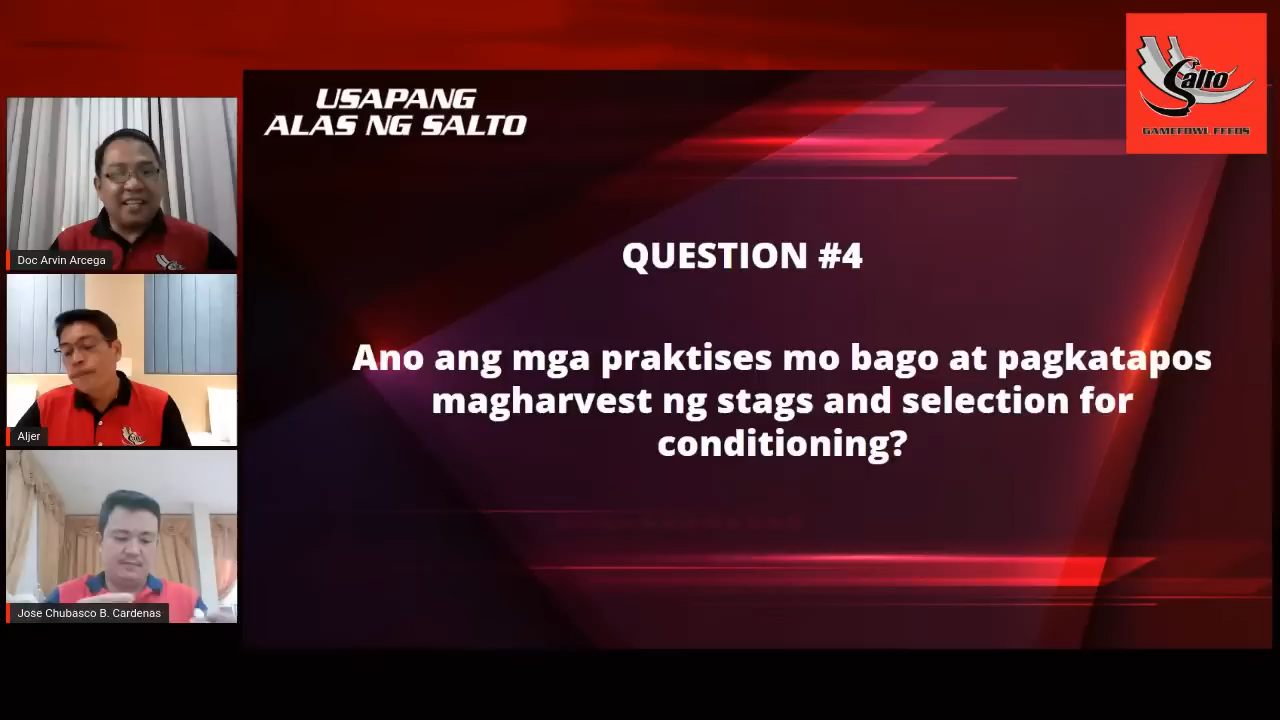 USAPANG
ALAS NG SALTO
Salto
GAMEFOWL FEEDS
QUESTION #4
Ano ang mga praktises mo bago at pagkatapos
magharvest ng stags and selection for
conditioning?
Doc Arvin Arcega
Aljer
Jose Chubasco B. Cardenas